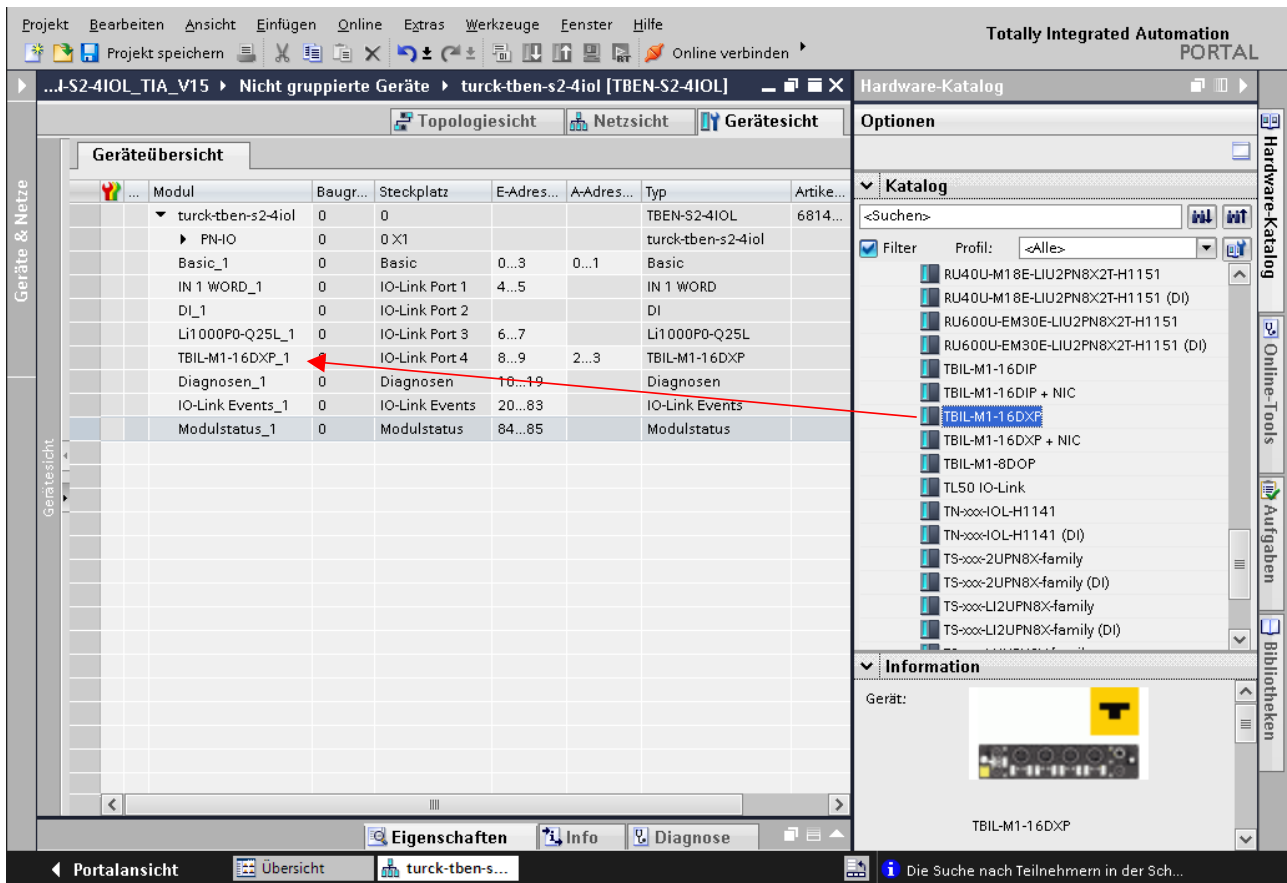 Projekt Bearbeiten Ansicht Einfügen Online Extras Werkzeuge Fenster Hilfe
Totally Integrated Automation
PORTAL
Projekt speichern
Online verbinden
...I-S2-4IOL_TIA_V15 Nicht gruppierte Geräte turck-tben-s2-4iol [TBEN-S2-4IOL]
Topologiesicht Netzsicht Gerätesicht
Geräteübersicht
... Modul Baugr... Steckplatz E-Adres... A-Adres... Typ Artike...
turck-tben-s2-4iol 0 0 TBEN-S2-4IOL 6814...
PN-IO 0 0 X1 turck-tben-s2-4iol
Basic_1 0 Basic 0...3 0...1 Basic
IN 1 WORD_1 0 IO-Link Port 1 4...5 IN 1 WORD
DI_1 0 IO-Link Port 2 DI
Li1000P0-Q25L_1 0 IO-Link Port 3 6...7 Li1000P0-Q25L
TBIL-M1-16DXP_1 0 IO-Link Port 4 8...9 2...3 TBIL-M1-16DXP
Diagnosen_1 0 Diagnosen 10...19 Diagnosen
IO-Link Events_1 0 IO-Link Events 20...83 IO-Link Events
Modulstatus_1 0 Modulstatus 84...85 Modulstatus
Geräte & Netze
Gerätesicht
Eigenschaften Info Diagnose
Hardware-Katalog
Optionen
Katalog
<Suchen>
Filter Profil: <Alle>
RU40U-M18E-LIU2PN8X2T-H1151
RU40U-M18E-LIU2PN8X2T-H1151 (DI)
RU600U-EM30E-LIU2PN8X2T-H1151
RU600U-EM30E-LIU2PN8X2T-H1151 (DI)
TBIL-M1-16DIP
TBIL-M1-16DIP + NIC
TBIL-M1-16DXP
TBIL-M1-16DXP + NIC
TBIL-M1-8DOP
TL50 IO-Link
TN-xxx-IOL-H1141
TN-xxx-IOL-H1141 (DI)
TS-xxx-2UPN8X-family
TS-xxx-2UPN8X-family (DI)
TS-xxx-LI2UPN8X-family
TS-xxx-LI2UPN8X-family (DI)
Information
Gerät:
TBIL-M1-16DXP
Hardware-Katalog
Online-Tools
Aufgaben
Bibliotheken
Portalansicht Übersicht turck-tben-s...
Die Suche nach Teilnehmern in der Sch...